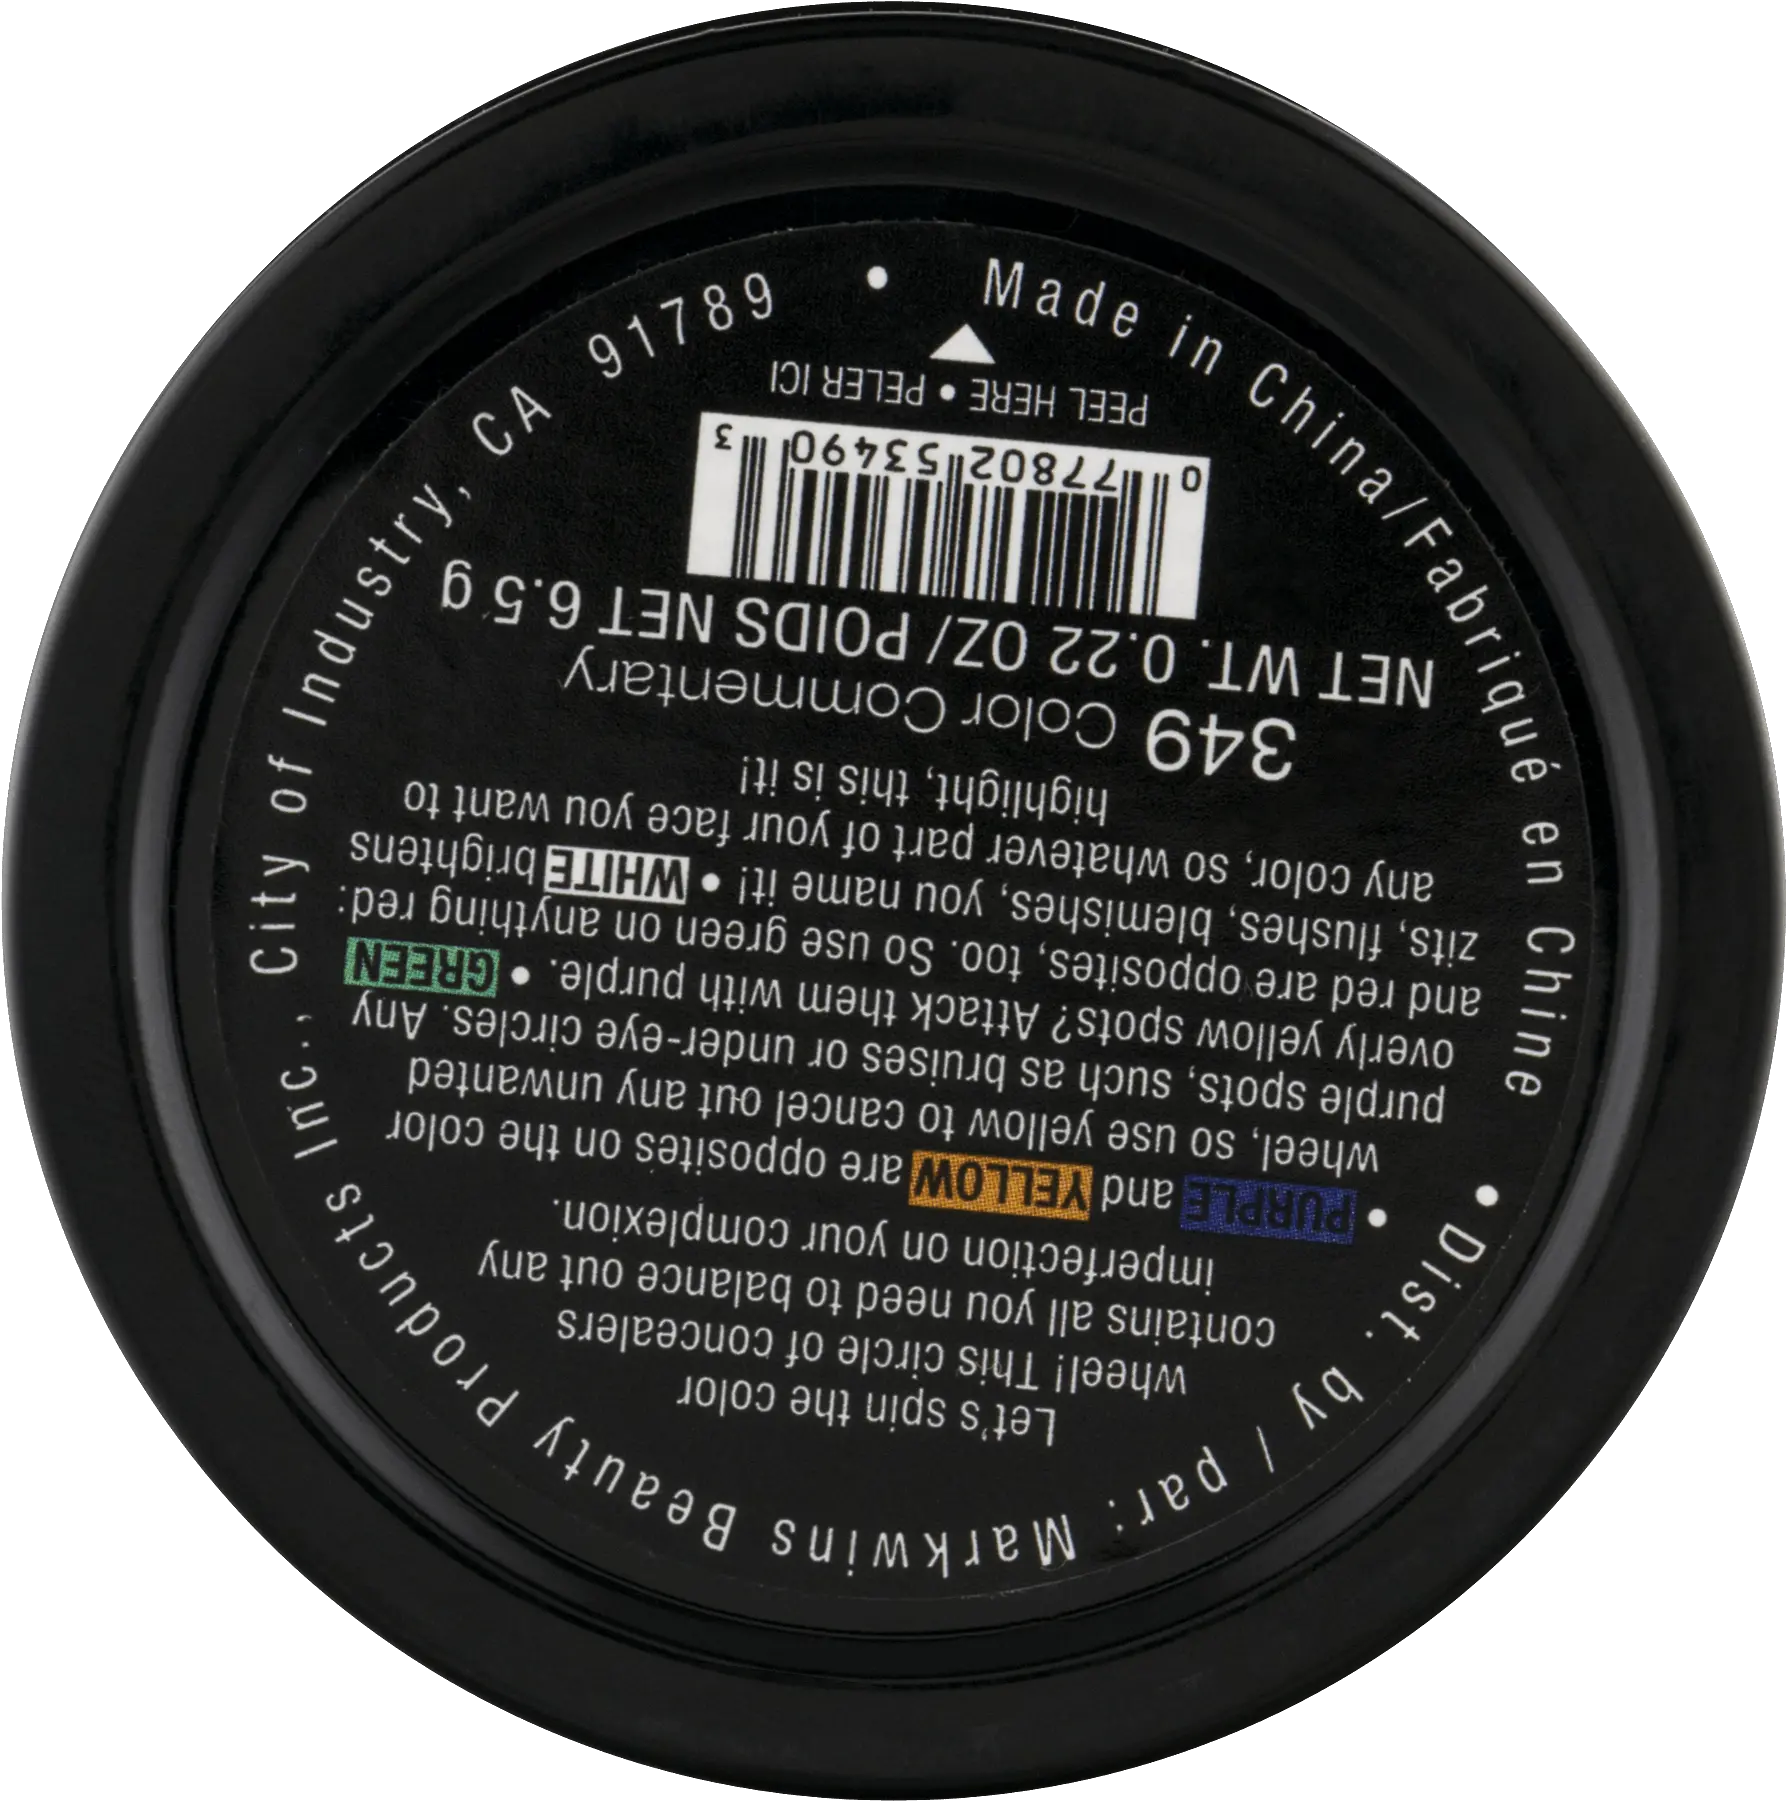 Let's spin the color
wheel! This circle of concealers
contains all you need to balance out any
imperfection on your complexion.
• PURPLE and YELLOW are opposites on the color
wheel, so use yellow to cancel out any unwanted
purple spots, such as bruises or under-eye circles. Any
overly yellow spots? Attack them with purple. • GREEN
and red are opposites, too. So use green on anything red:
zits, flushes, blemishes, you name it! • WHITE brightens
any color, so whatever part of your face you want to
highlight, this is it!
349 Color Commentary
NET WT. 0.22 OZ/ POIDS NET 6.5 g
0 77802 53490 3
PEEL HERE • PELER ICI
• Dist. by / par: Markwins Beauty Products Inc., City of Industry, CA 91789 • Made in China/Fabriqué en Chine